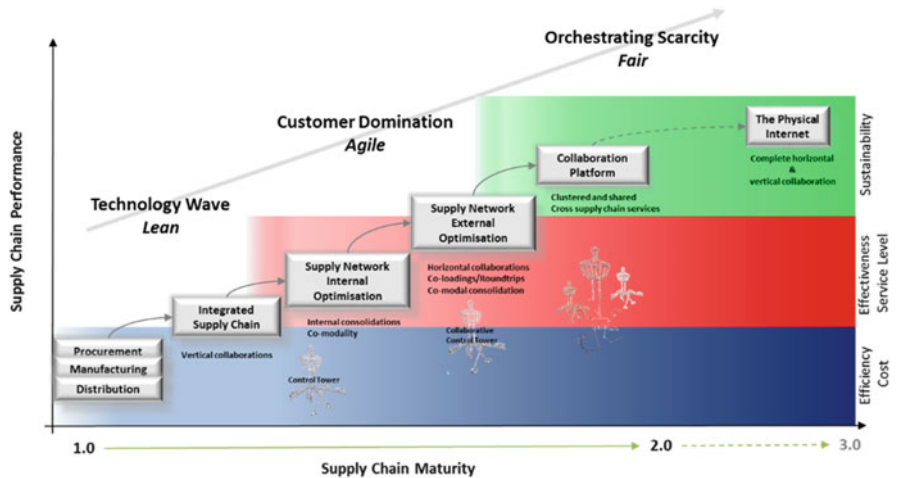 Orchestrating Scarcity
Fair
Customer Domination
Agile
Technology Wave
Lean
Supply Chain Performance
The Physical
Internet
Complete horizontal
&
vertical collaboration
Collaboration
Platform
Clustered and shared
Cross supply chain services
Sustainability
Supply Network
External
Optimisation
Horizontal collaborations
Co-loadings/Roundtrips
Co-modal consolidation
Supply Network
Internal
Optimisation
Internal consolidations
Co-modality
Effectiveness
Service Level
Integrated
Supply Chain
Vertical collaborations
Collaborative
Control Tower
Control Tower
Procurement
Manufacturing
Distribution
Efficiency
Cost
1.0
2.0
3.0
Supply Chain Maturity